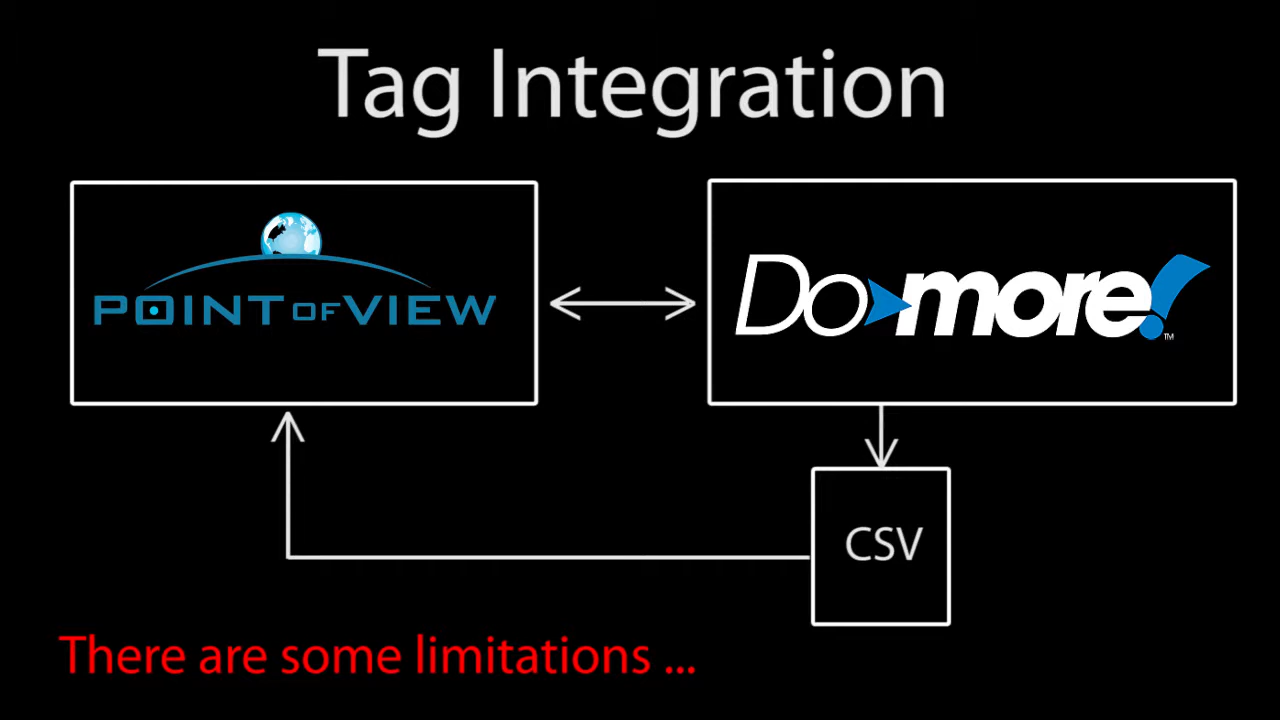 Tag Integration
POINT OF VIEW
Do more!™
CSV
There are some limitations ...